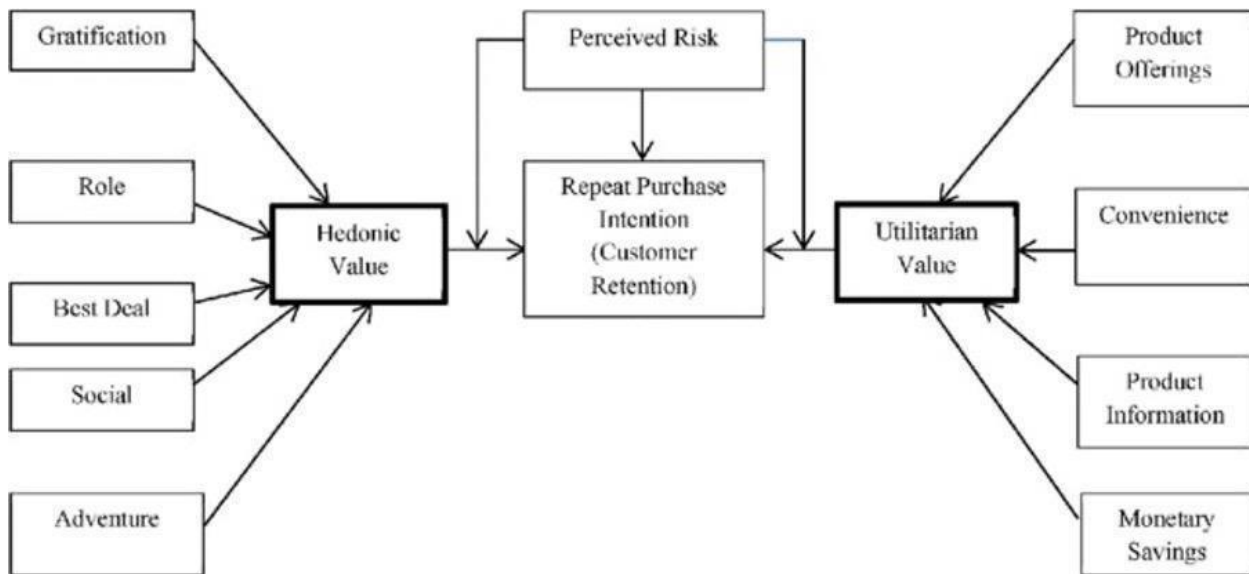 Gratification
Role
Best Deal
Social
Adventure
Hedonic
Value
Perceived Risk
Repeat Purchase
Intention
(Customer
Retention)
Utilitarian
Value
Product
Offerings
Convenience
Product
Information
Monetary
Savings